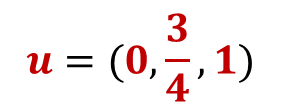 u = (0, 3/4, 1)